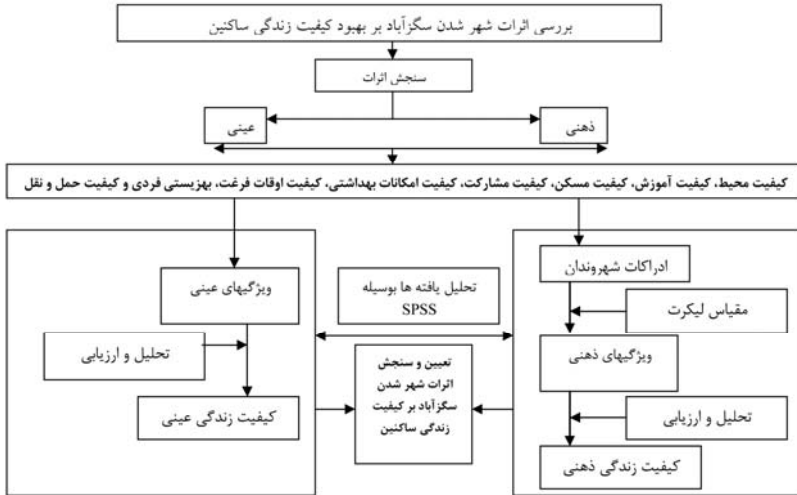 بررسی اثرات شهر شدن سگزآباد بر بهبود کیفیت زندگی ساکنین
سنجش اثرات
ذهنی
عینی
کیفیت محیط، کیفیت آموزش، کیفیت مسکن، کیفیت مشارکت، کیفیت امکانات بهداشتی، کیفیت اوقات فرغت، بهزیستی فردی و کیفیت حمل و نقل
ادراکات شهروندان
مقیاس لیکرت
ویژگیهای ذهنی
تحلیل و ارزیابی
کیفیت زندگی ذهنی
تحلیل یافته ها بوسیله
SPSS
تعیین و سنجش
اثرات شهر شدن
سگزآباد بر کیفیت
زندگی ساکنین
ویژگیهای عینی
تحلیل و ارزیابی
کیفیت زندگی عینی